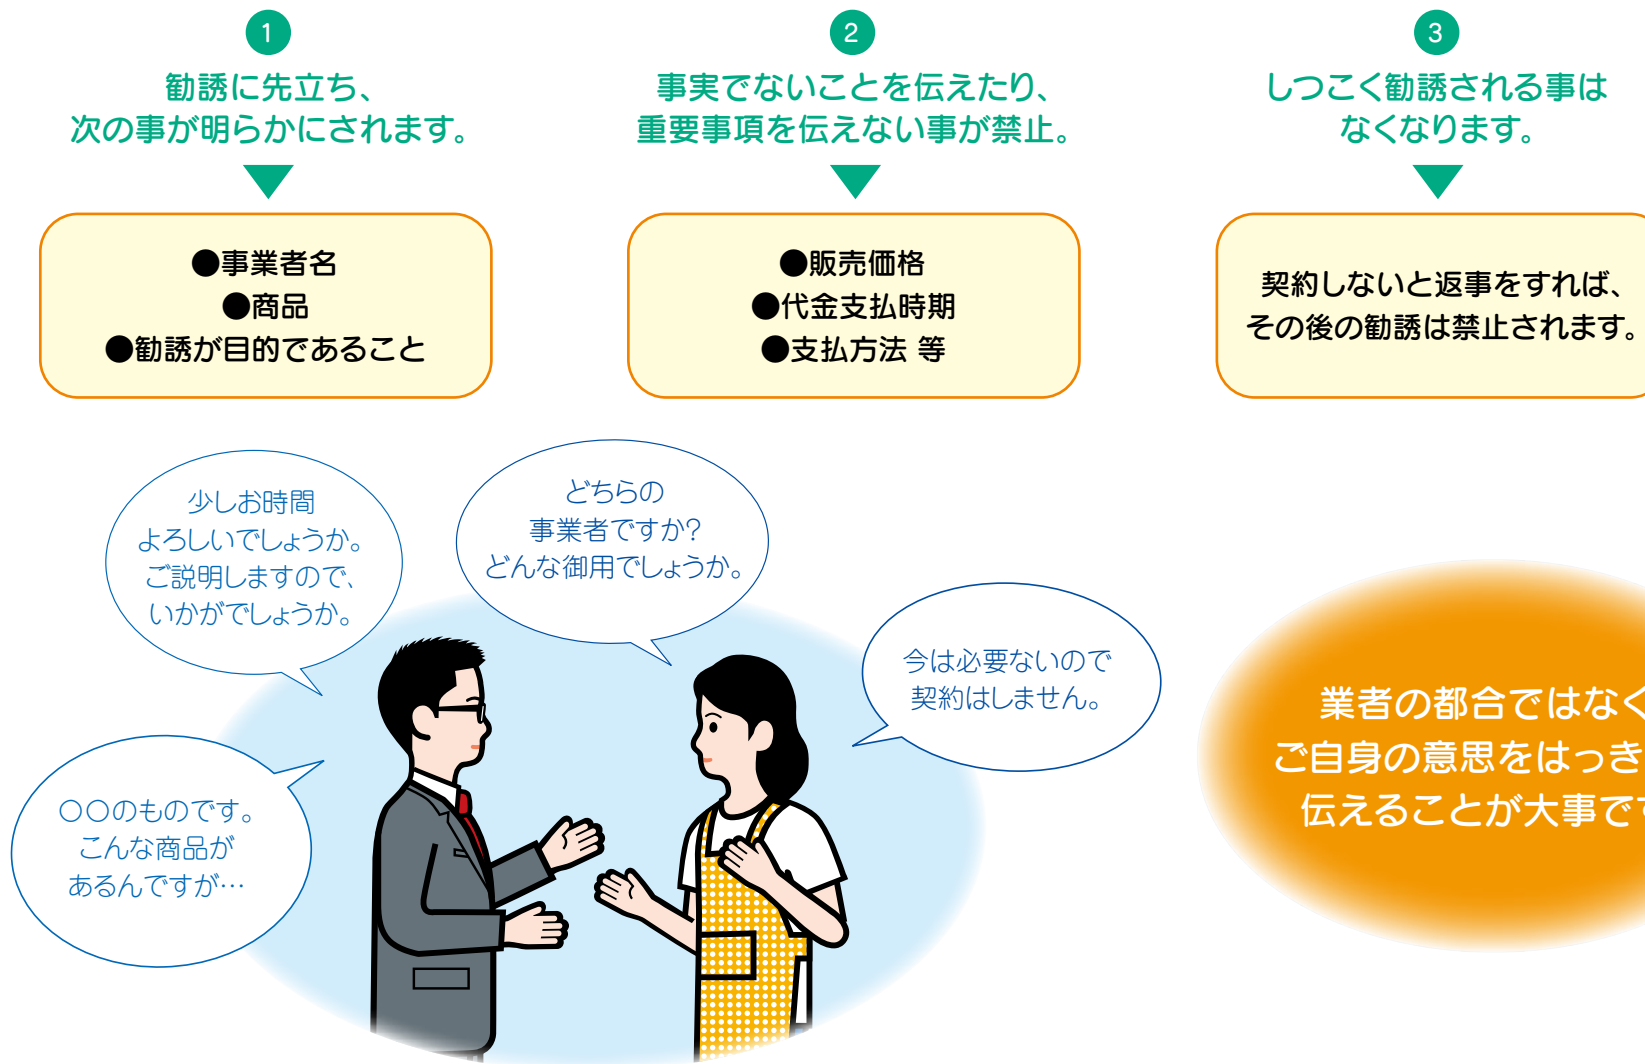 1
勧誘に先立ち、
次の事が明らかにされます。
●事業者名
●商品
●勧誘が目的であること
2
事実でないことを伝えたり、
重要事項を伝えない事が禁止。
●販売価格
●代金支払時期
●支払方法 等
3
しつこく勧誘される事は
なくなります。
契約しないと返事をすれば、
その後の勧誘は禁止されます。
少しお時間
よろしいでしょうか。
ご説明しますので、
いかがでしょうか。
どちらの
事業者ですか?
どんな御用でしょうか。
今は必要ないので
契約はしません。
〇〇のものです。
こんな商品が
あるんですが…
業者の都合ではなく
ご自身の意思をはっき
伝えることが大事で